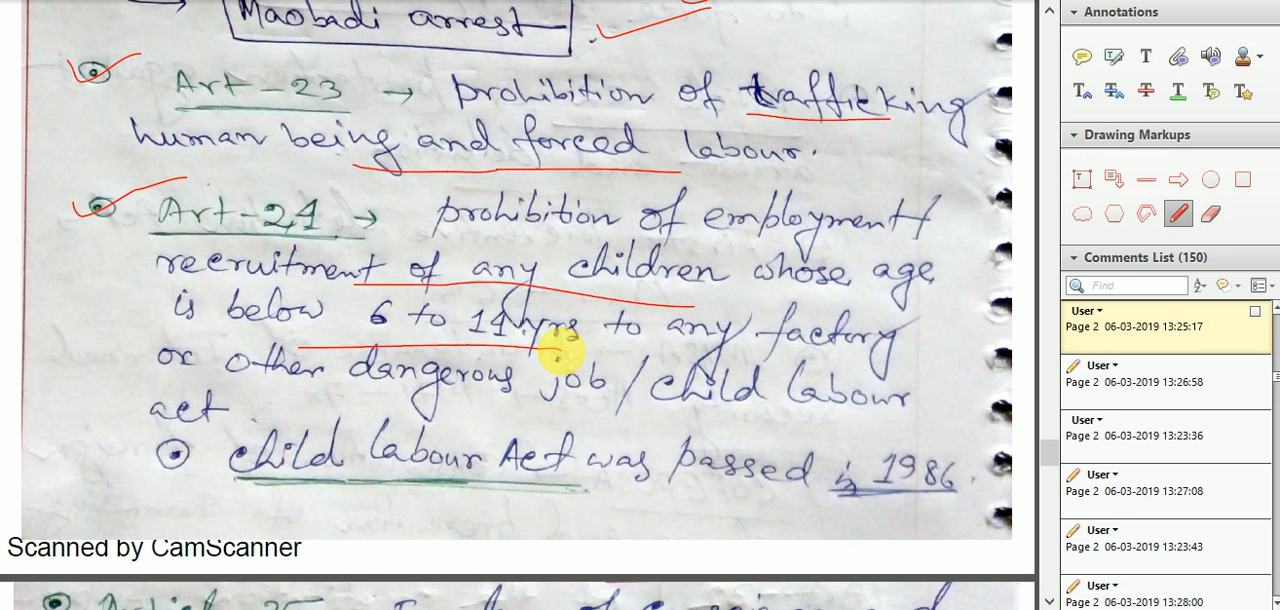 → Maobadi arrest.
Art-23 → prohibition of trafficking
human being and forced labour.
Art-24 → prohibition of employment/
recruitment of any children whose age
is below 6 to 14 yrs to any factory
or other dangerous job / child labour
act
child labour Act was passed in 1986.
Scanned by CamScanner
Annotations
T
T T T T T T
Drawing Markups
T
Comments List (150)
Find
User
Page 2 06-03-2019 13:25:17
User
Page 2 06-03-2019 13:26:58
User
Page 2 06-03-2019 13:23:36
User
Page 2 06-03-2019 13:27:08
User
Page 2 06-03-2019 13:23:43
User
Page 2 06-03-2019 13:28:00